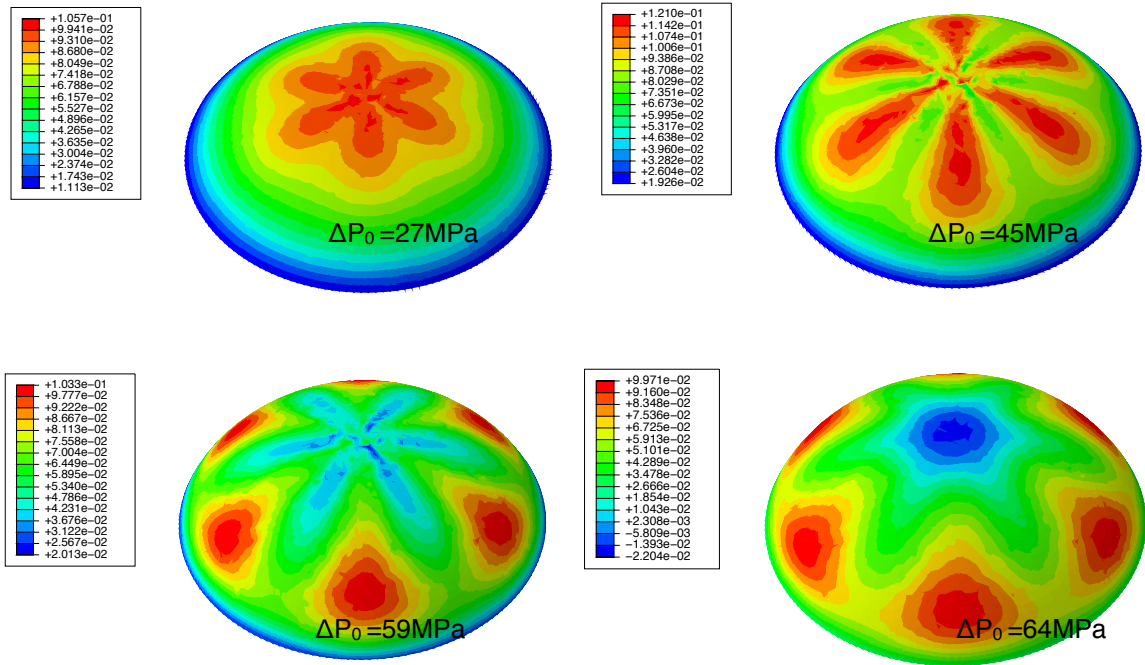 +1.057e−01
+9.941e−02
+9.310e−02
+8.680e−02
+8.049e−02
+7.418e−02
+6.788e−02
+6.157e−02
+5.527e−02
+4.896e−02
+4.265e−02
+3.635e−02
+3.004e−02
+2.374e−02
+1.743e−02
+1.113e−02
ΔP₀ =27MPa
+1.210e−01
+1.142e−01
+1.074e−01
+1.006e−01
+9.386e−02
+8.708e−02
+8.029e−02
+7.351e−02
+6.673e−02
+5.995e−02
+5.317e−02
+4.638e−02
+3.960e−02
+3.282e−02
+2.604e−02
+1.926e−02
ΔP₀ =45MPa
+1.033e−01
+9.777e−02
+9.222e−02
+8.667e−02
+8.113e−02
+7.558e−02
+7.004e−02
+6.449e−02
+5.895e−02
+5.340e−02
+4.786e−02
+4.231e−02
+3.676e−02
+3.122e−02
+2.567e−02
+2.013e−02
ΔP₀ =59MPa
+9.971e−02
+9.160e−02
+8.348e−02
+7.536e−02
+6.725e−02
+5.913e−02
+5.101e−02
+4.289e−02
+3.478e−02
+2.666e−02
+1.854e−02
+1.043e−02
+2.308e−03
−5.809e−03
−1.393e−02
−2.204e−02
ΔP₀ =64MPa